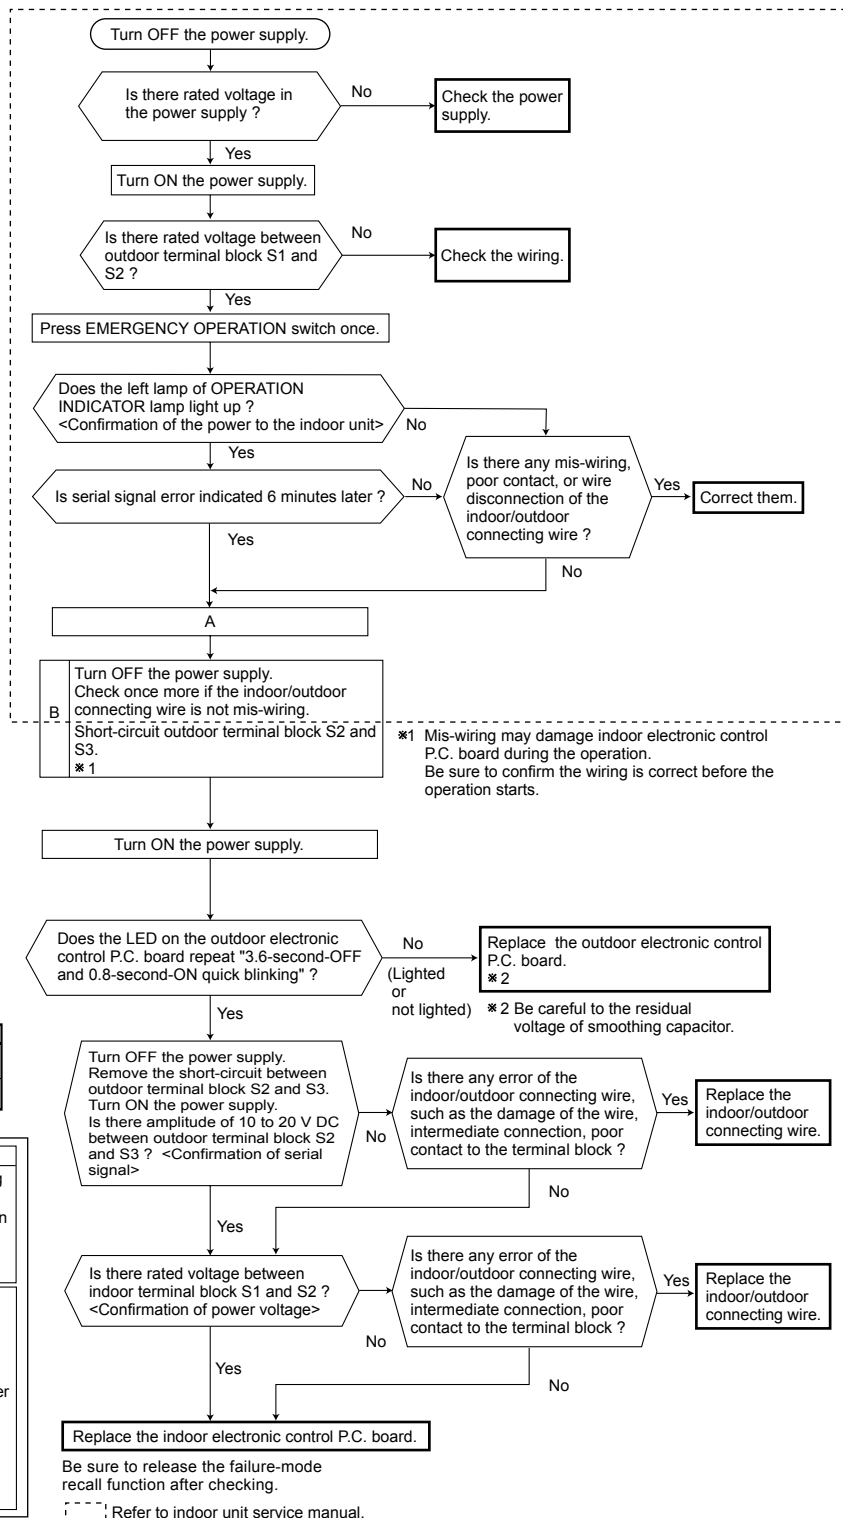 Turn OFF the power supply.
Is there rated voltage in
the power supply ?
No
Check the power
supply.
Yes
Turn ON the power supply.
Is there rated voltage between
outdoor terminal block S1 and
S2 ?
No
Check the wiring.
Yes
Press EMERGENCY OPERATION switch once.
Does the left lamp of OPERATION
INDICATOR lamp light up ?
<Confirmation of the power to the indoor unit>
No
Yes
Is serial signal error indicated 6 minutes later ?
No
Is there any mis-wiring,
poor contact, or wire
disconnection of the
indoor/outdoor
connecting wire ?
Yes
Correct them.
Yes
No
A
B
Turn OFF the power supply.
Check once more if the indoor/outdoor
connecting wire is not mis-wiring.
Short-circuit outdoor terminal block S2 and
S3.
※1
※1 Mis-wiring may damage indoor electronic control
P.C. board during the operation.
Be sure to confirm the wiring is correct before the
operation starts.
Turn ON the power supply.
Does the LED on the outdoor electronic
control P.C. board repeat "3.6-second-OFF
and 0.8-second-ON quick blinking" ?
No
(Lighted
or
not lighted)
Replace the outdoor electronic control
P.C. board.
※2
※2 Be careful to the residual
voltage of smoothing capacitor.
Yes
Turn OFF the power supply.
Remove the short-circuit between
outdoor terminal block S2 and S3.
Turn ON the power supply.
Is there amplitude of 10 to 20 V DC
between outdoor terminal block S2
and S3 ? <Confirmation of serial
signal>
No
Is there any error of the
indoor/outdoor connecting wire,
such as the damage of the wire,
intermediate connection, poor
contact to the terminal block ?
Yes
Replace the
indoor/outdoor
connecting wire.
No
Yes
Is there rated voltage between
indoor terminal block S1 and S2 ?
<Confirmation of power voltage>
No
Is there any error of the
indoor/outdoor connecting wire,
such as the damage of the wire,
intermediate connection, poor
contact to the terminal block ?
Yes
Replace the
indoor/outdoor
connecting wire.
Yes
No
Replace the indoor electronic control P.C. board.
Be sure to release the failure-mode
recall function after checking.
Refer to indoor unit service manual.